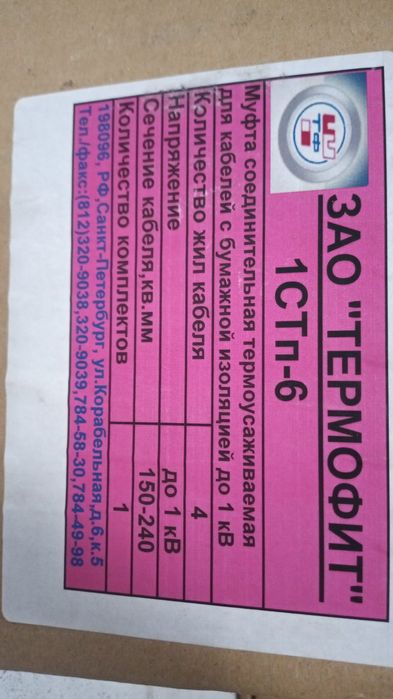 ТФ
ЗАО "ТЕРМОФИТ"
1СТп-6
Муфта соединительная термоусаживаемая
для кабелей с бумажной изоляцией до 1 кВ
Количество жил кабеля 4
Напряжение до 1 кВ
Сечение кабеля,кв.мм 150-240
Количество комплектов 1
198096, РФ,Санкт-Петербург, ул.Корабельная,д.6,к.5
Тел./факс:(812)320-9038,320-9039,784-58-30,784-49-98